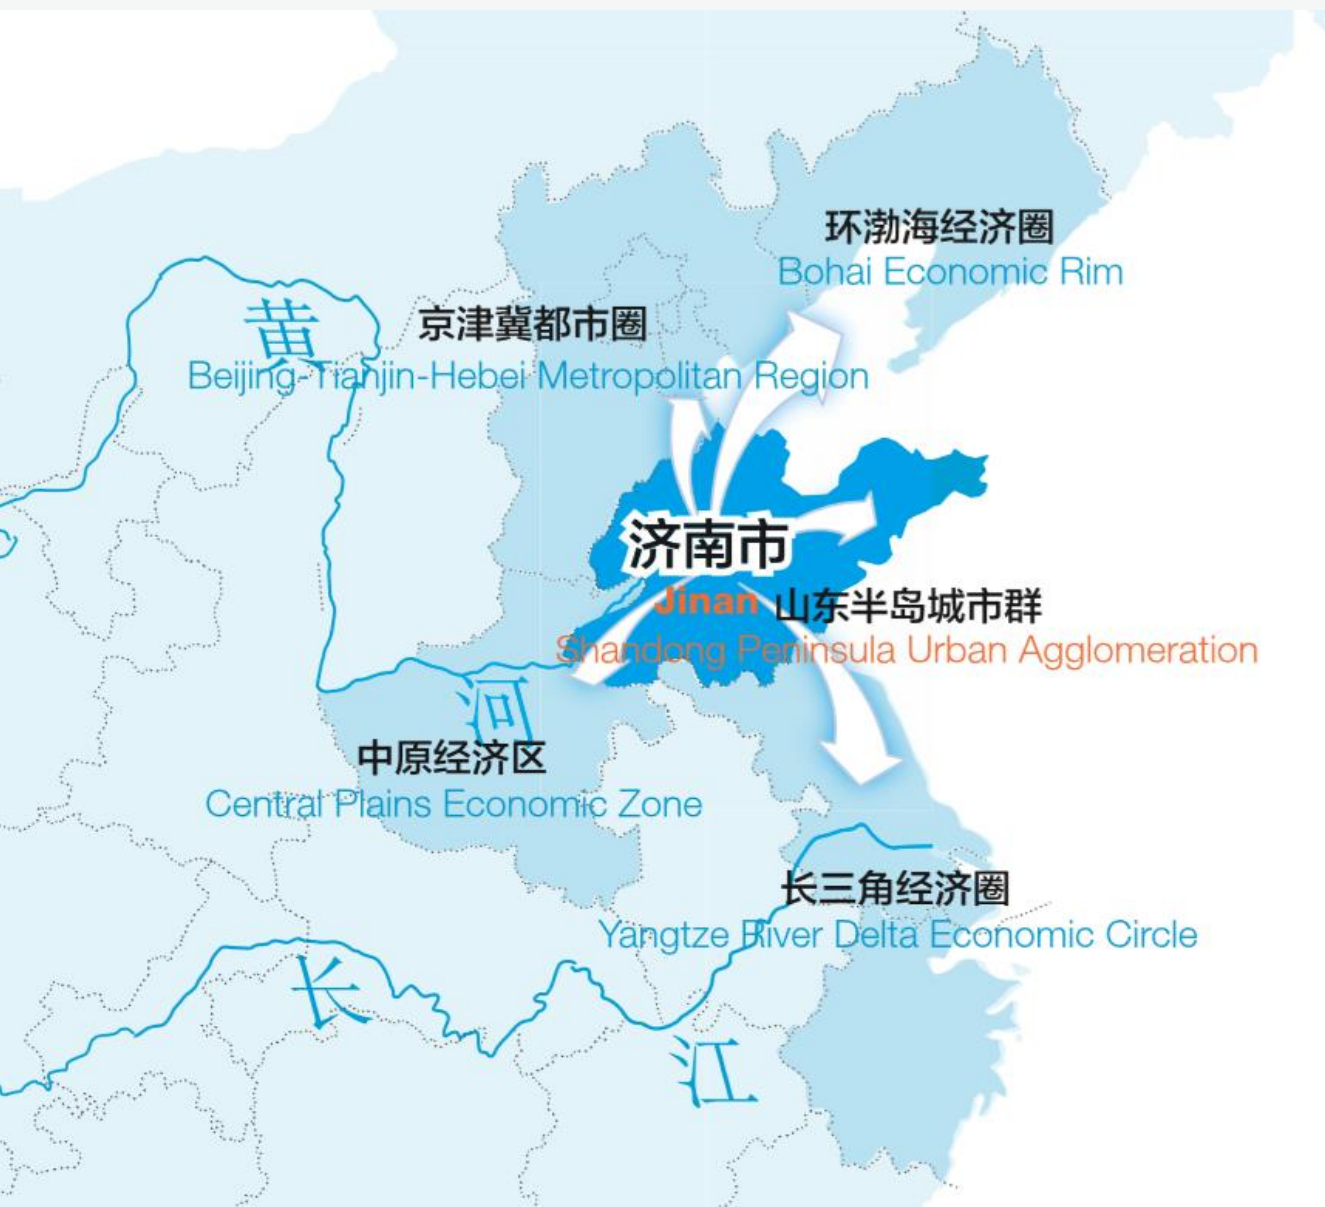 环渤海经济圈
Bohai Economic Rim
黄
京津冀都市圈
Beijing-Tianjin-Hebei Metropolitan Region
济南市
Jinan
山东半岛城市群
Shandong Peninsula Urban Agglomeration
河
中原经济区
Central Plains Economic Zone
长三角经济圈
Yangtze River Delta Economic Circle
长
江